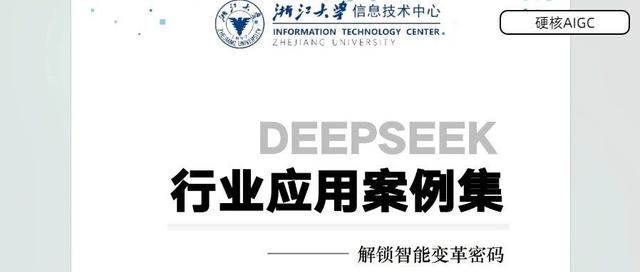 浙江大学 信息技术中心
INFORMATION TECHNOLOGY CENTER
ZHEJIANG UNIVERSITY
硬核AIGC
DEEPSEEK
行业应用案例集
解锁智能变革密码